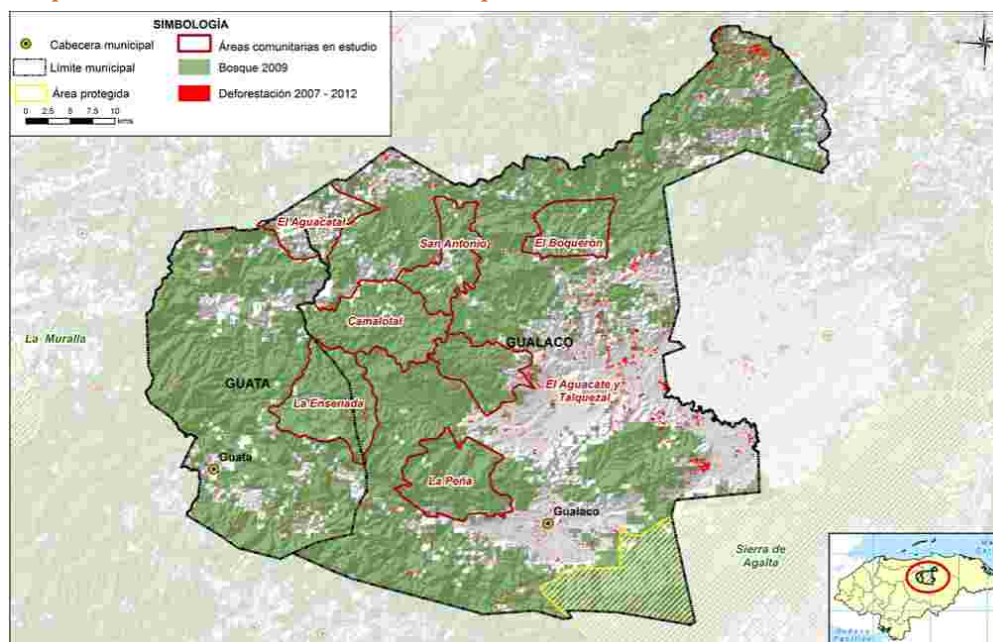 SIMBOLOGÍA
Cabecera municipal
Límite municipal
Área protegida
0 2.5 5 7.5 10
kms
Áreas comunitarias en estudio
Bosque 2009
Deforestación 2007 - 2012
El Aguacatal
San Antonio
El Boquerón
Camalotal
La Muralla
GUALACO
GUATA
El Aguacate y
Talquezal
La Ensenada
Guata
La Peña
Gualaco
Sierra de
Agalta